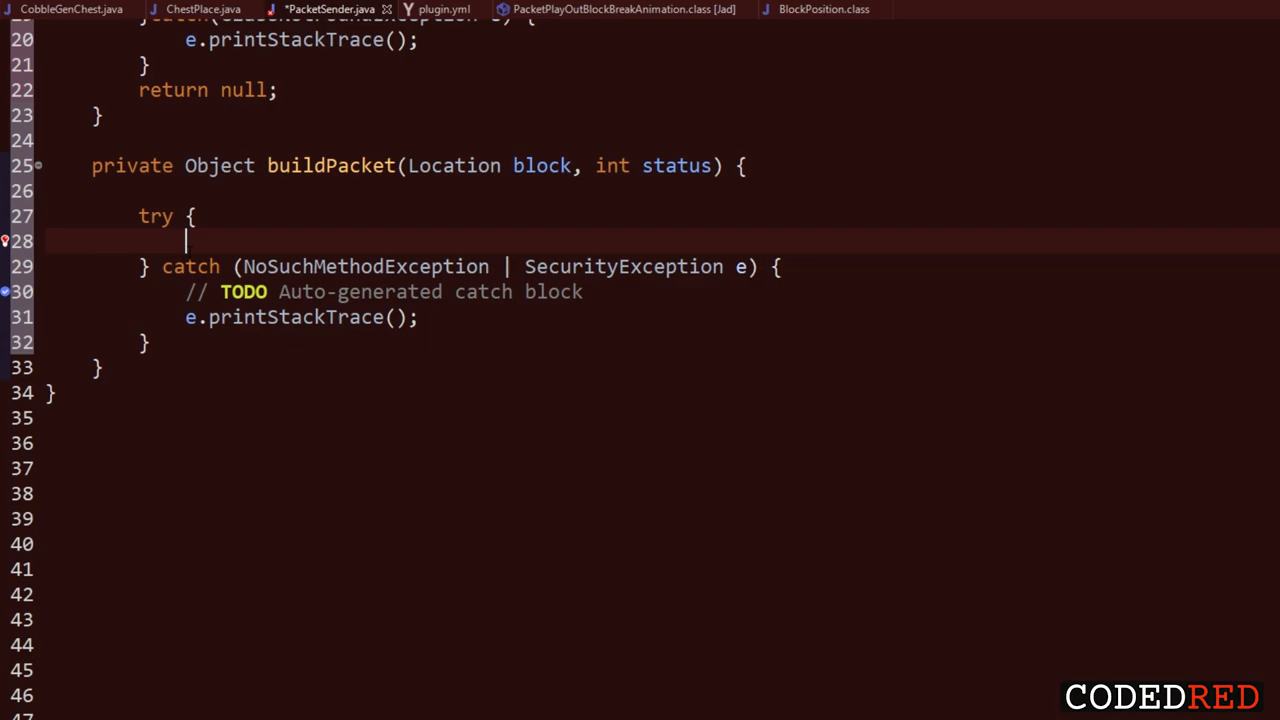 CobbleGenChest.java ChestPlace.java *PacketSender.java plugin.yml PacketPlayOutBlockBreakAnimation.class [Jad] BlockPosition.class
20 e.printStackTrace();
21 }
22 return null;
23 }
24
25 private Object buildPacket(Location block, int status) {
26
27 try {
28
29 } catch (NoSuchMethodException | SecurityException e) {
30 // TODO Auto-generated catch block
31 e.printStackTrace();
32 }
33 }
34 }
35
36
37
38
39
40
41
42
43
44
45
46
CODEDRED